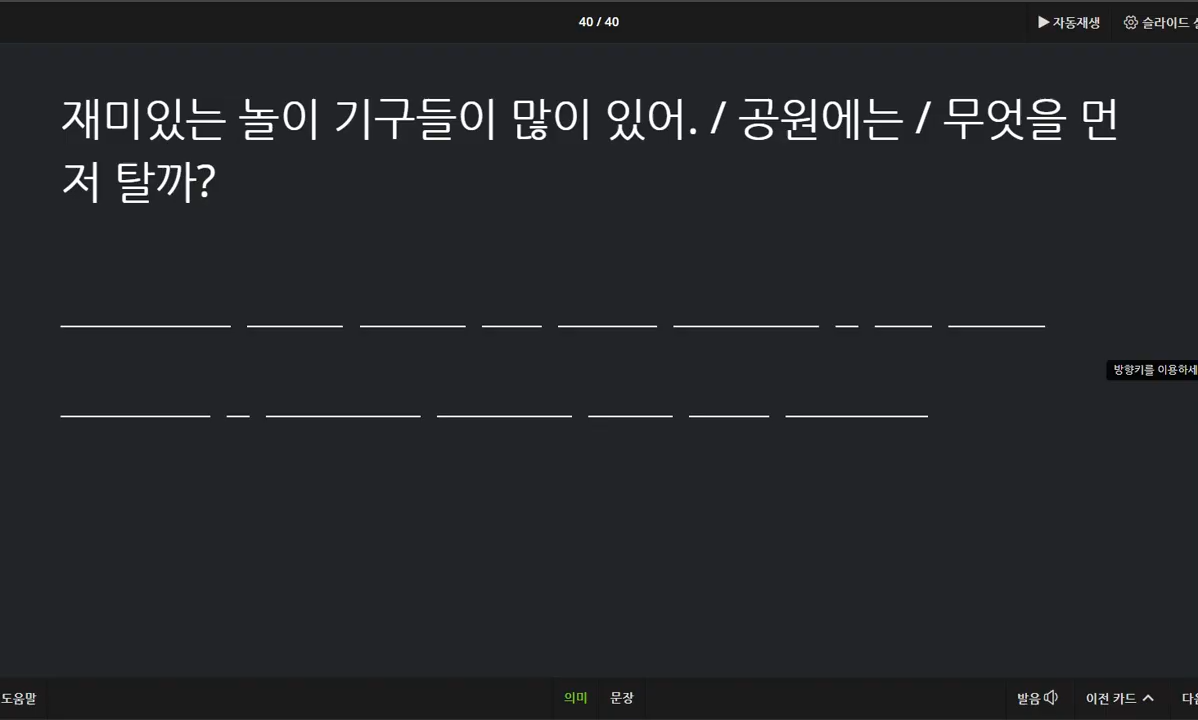 40 / 40
▶ 자동재생
슬라이드
재미있는 놀이 기구들이 많이 있어. / 공원에는 / 무엇을 먼
저 탈까?
방향키를 이용하세
도움말
의미
문장
발음
이전 카드